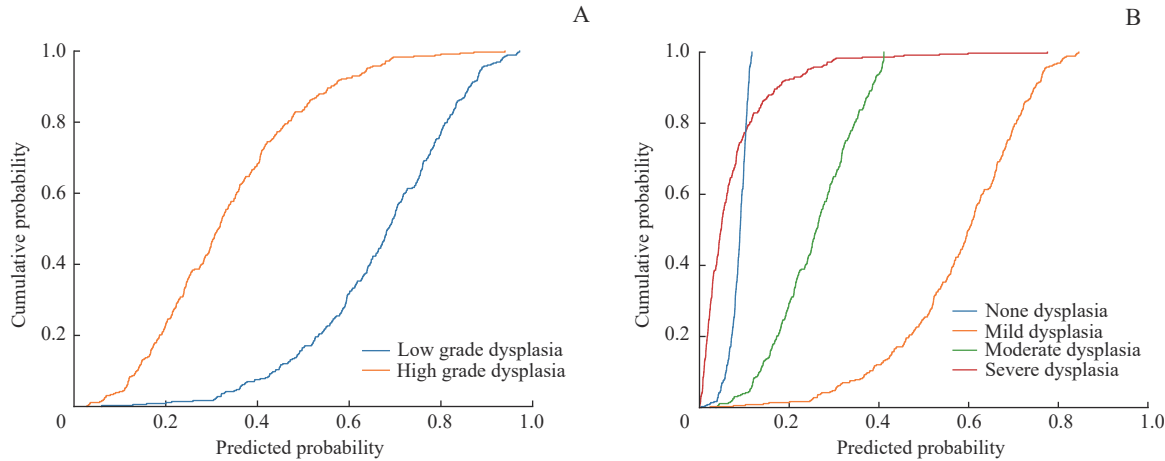 A
1.0
0.8
0.6
0.4
0.2
0
0.2
0.4
0.6
0.8
1.0
Cumulative probability
Predicted probability
Low grade dysplasia
High grade dysplasia
B
1.0
0.8
0.6
0.4
0.2
0
0.2
0.4
0.6
0.8
1.0
Cumulative probability
Predicted probability
None dysplasia
Mild dysplasia
Moderate dysplasia
Severe dysplasia